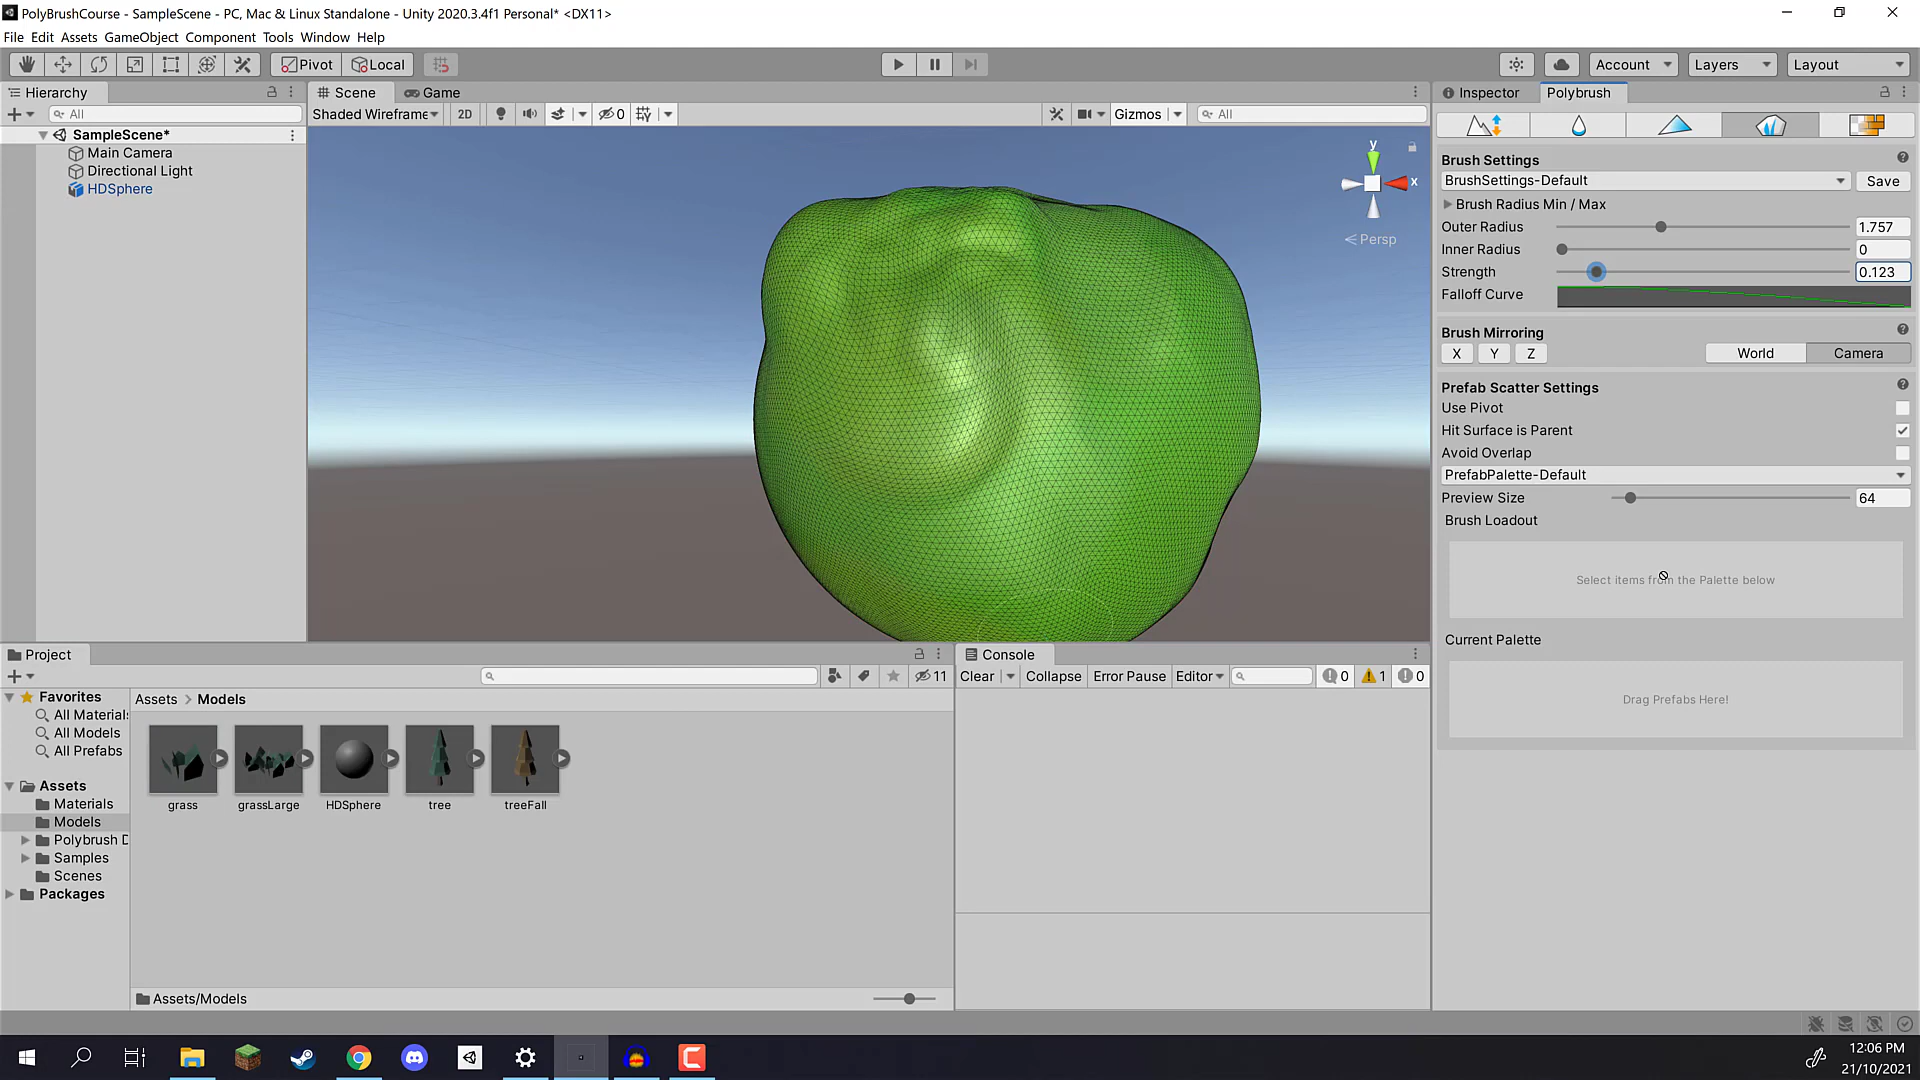 PolyBrushCourse - SampleScene - PC, Mac & Linux Standalone - Unity 2020.3.4f1 Personal* <DX11>
File Edit Assets GameObject Component Tools Window Help
Pivot Local Account Layers Layout
Hierarchy
All
SampleScene*
Main Camera
Directional Light
HDSphere
Scene Game
Shaded Wireframe 2D 0 Gizmos All
y
x
Persp
Inspector Polybrush
Brush Settings
BrushSettings-Default Save
Brush Radius Min / Max
Outer Radius 1.757
Inner Radius 0
Strength 0.123
Falloff Curve
Brush Mirroring
X Y Z World Camera
Prefab Scatter Settings
Use Pivot
Hit Surface is Parent
Avoid Overlap
PrefabPalette-Default
Preview Size 64
Brush Loadout
Select items from the Palette below
Current Palette
Drag Prefabs Here!
Project
11
Favorites
All Materials
All Models
All Prefabs
Assets
Materials
Models
Polybrush D
Samples
Scenes
Packages
Assets > Models
grass grassLarge HDSphere tree treeFall
Assets/Models
Console
Clear Collapse Error Pause Editor 0 1 0
12:06 PM
21/10/2021